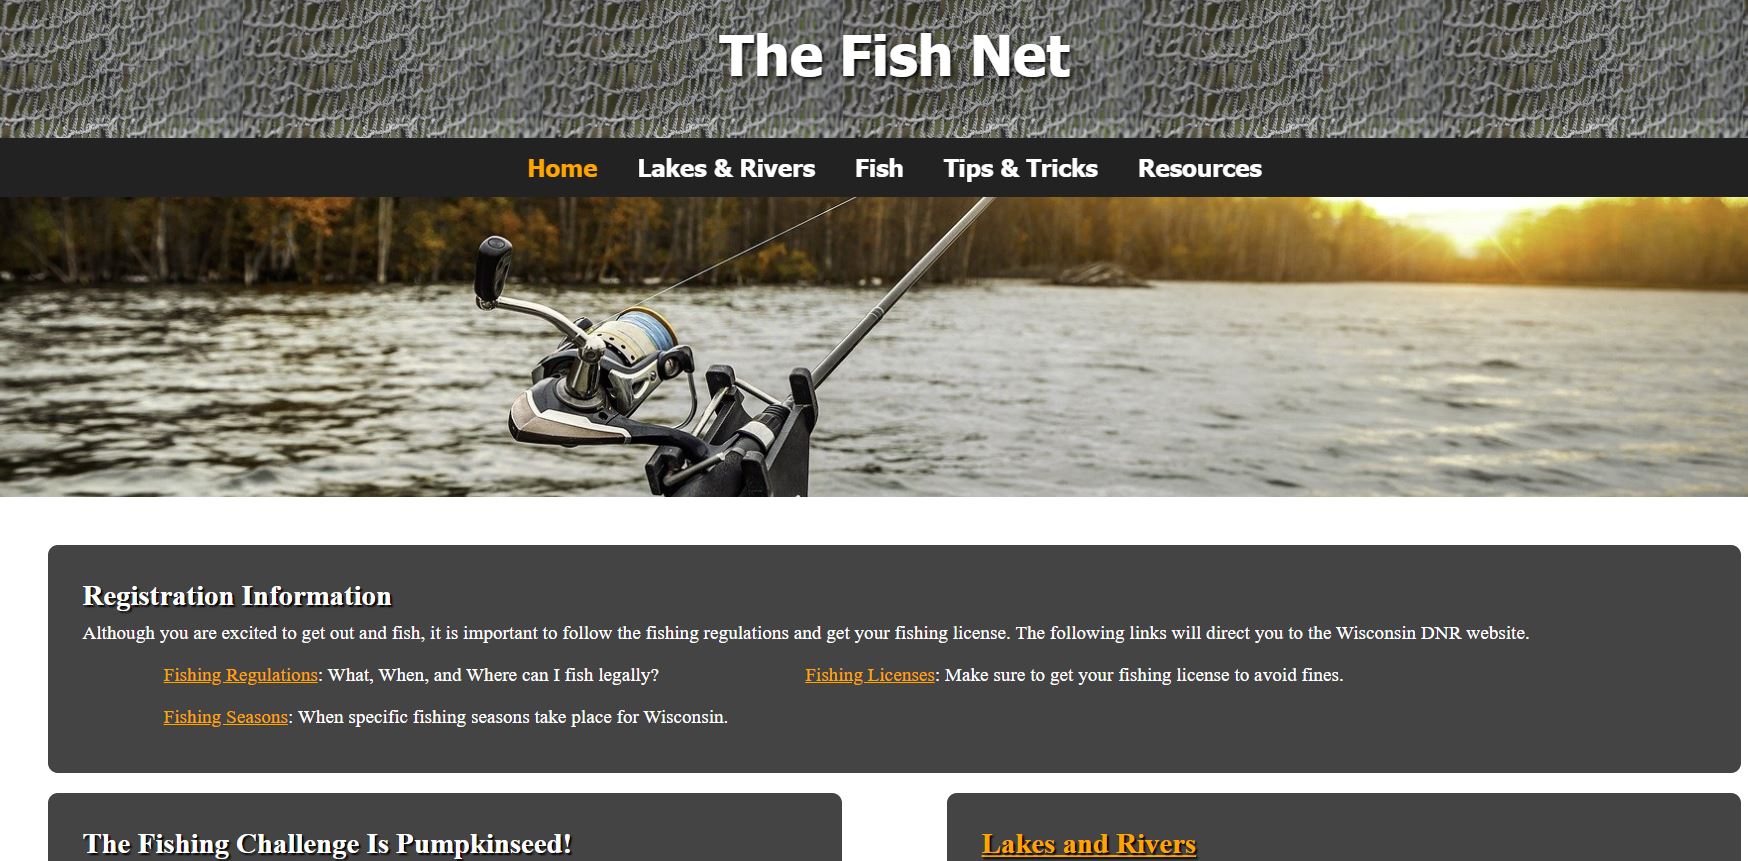 The Fish Net
Home Lakes & Rivers Fish Tips & Tricks Resources
Registration Information
Although you are excited to get out and fish, it is important to follow the fishing regulations and get your fishing license. The following links will direct you to the Wisconsin DNR website.
Fishing Regulations: What, When, and Where can I fish legally? Fishing Licenses: Make sure to get your fishing license to avoid fines.
Fishing Seasons: When specific fishing seasons take place for Wisconsin.
The Fishing Challenge Is Pumpkinseed! Lakes and Rivers